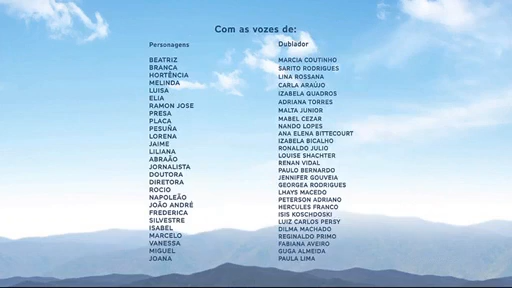 Com as vozes de:
Personagens Dublador
BEATRIZ MARCIA COUTINHO
BRANCA SARITO RODRIGUES
HORTÊNCIA LINA ROSSANA
MELINDA CARLA ARAÚJO
LUISA IZABELA QUADROS
ELIA ADRIANA TORRES
RAMON JOSE MALTA JUNIOR
PRESA MABEL CEZAR
PLACA NANDO LOPES
PESUÑA ANA ELENA BITTECOURT
LORENA IZABELA BICALHO
JAIME RONALDO JULIO
LILIANA LOUISE SHACHTER
ABRAÃO RENAN VIDAL
JORNALISTA PAULO BERNARDO
DOUTORA JENNIFER GOUVEIA
DIRETORA GEORGEA RODRIGUES
ROCIO LHAYS MACEDO
NAPOLEÃO PETERSON ADRIANO
JOÃO ANDRÉ HERCULES FRANCO
FREDERICA ISIS KOSCHDOSKI
SILVESTRE LUIZ CARLOS PERSY
ISABEL DILMA MACHADO
MARCELO REGINALDO PRIMO
VANESSA FABIANA AVEIRO
MIGUEL GUGA ALMEIDA
JOANA PAULA LIMA